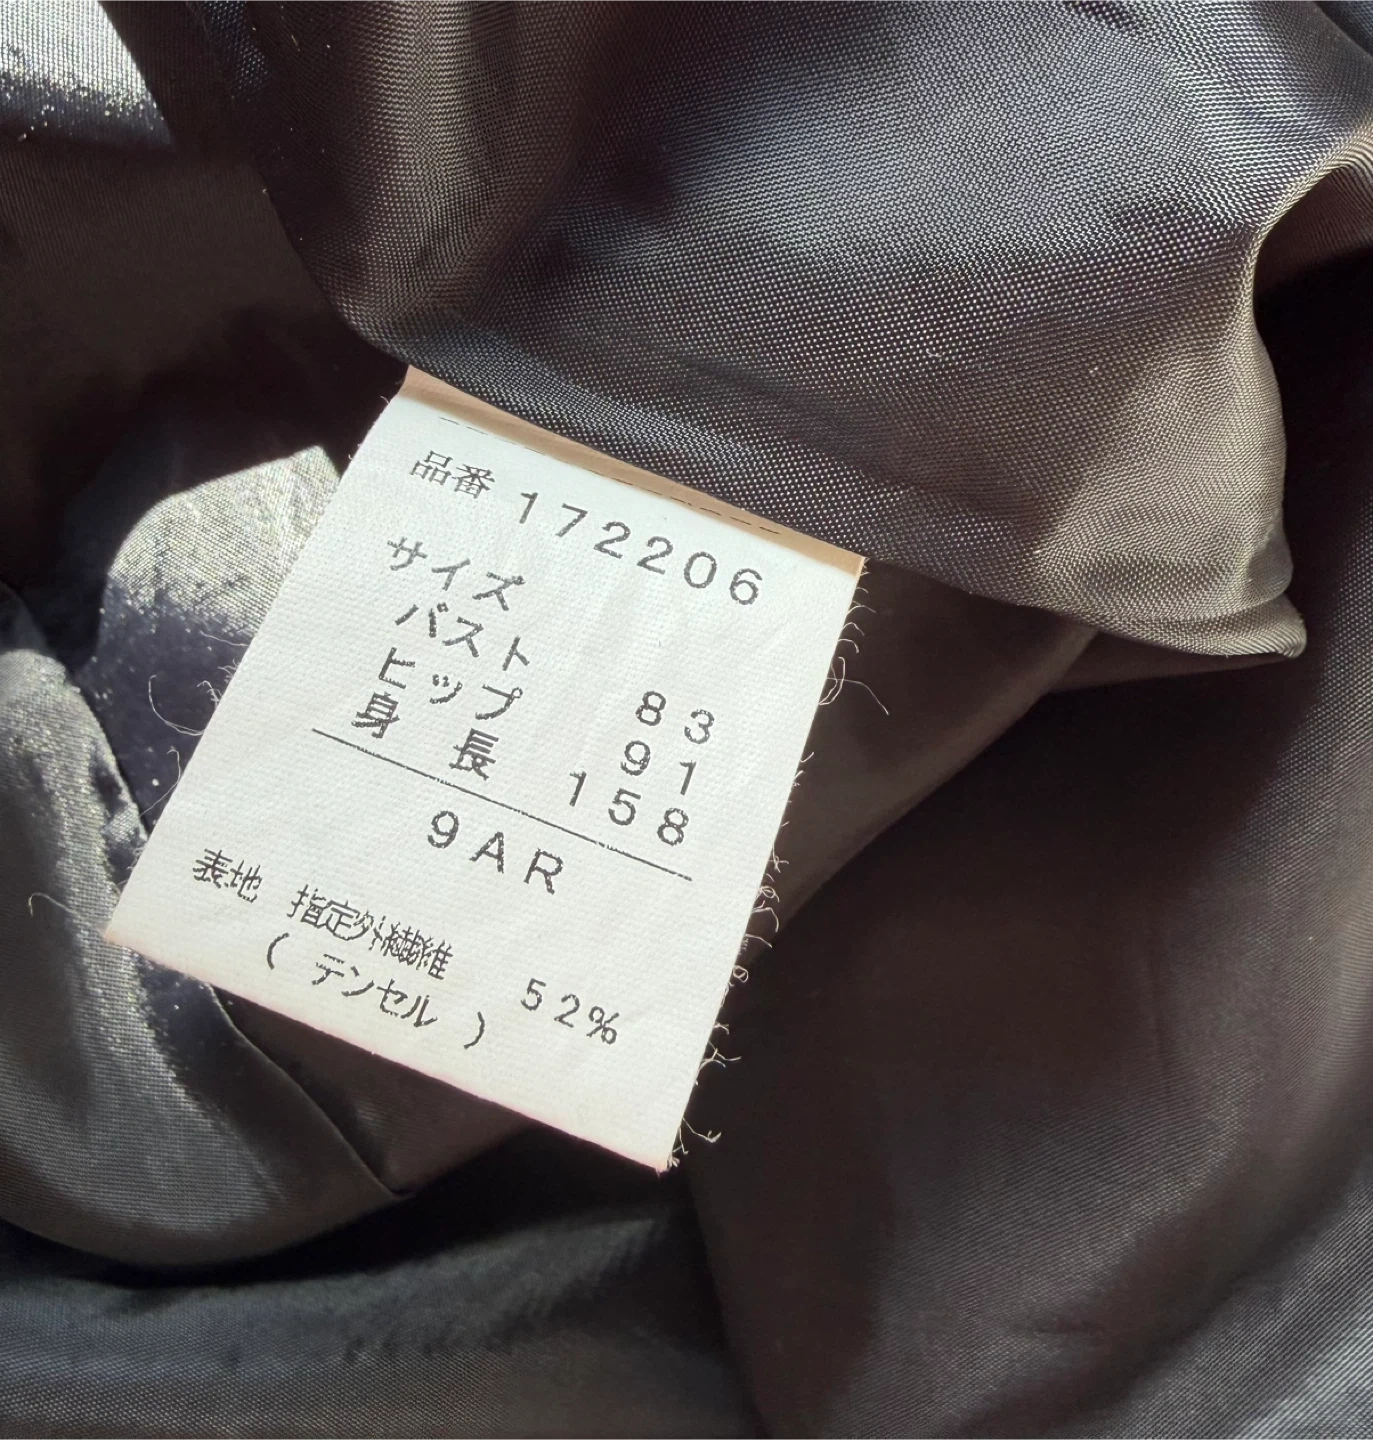 品番 172206
サイズ
バスト 83
ヒップ 91
身長 158
9AR
表地 指定外繊維
(テンセル) 52%